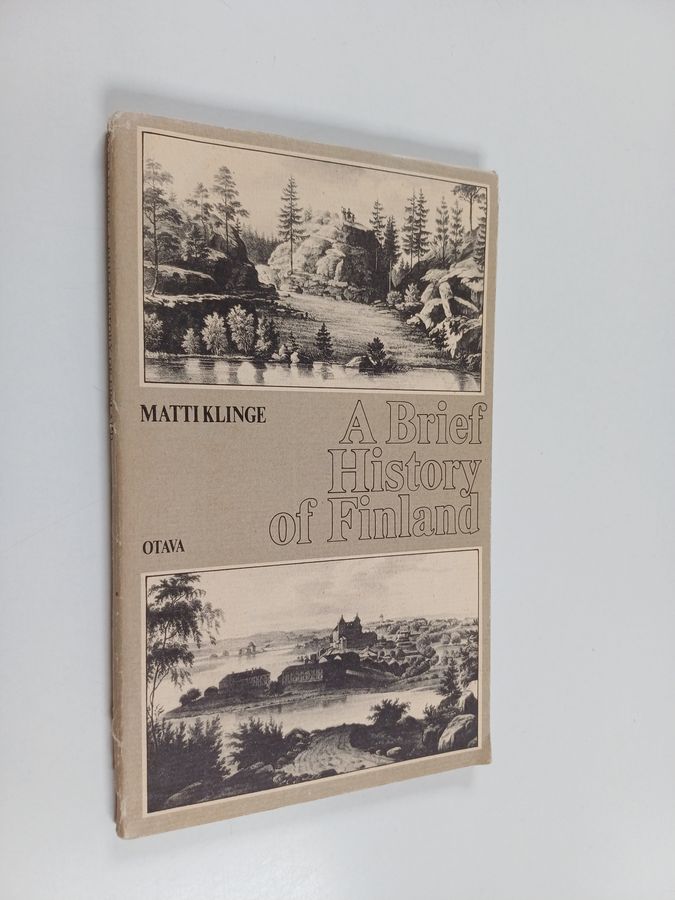 MATTI KLINGE
A Brief
History
of Finland
OTAVA